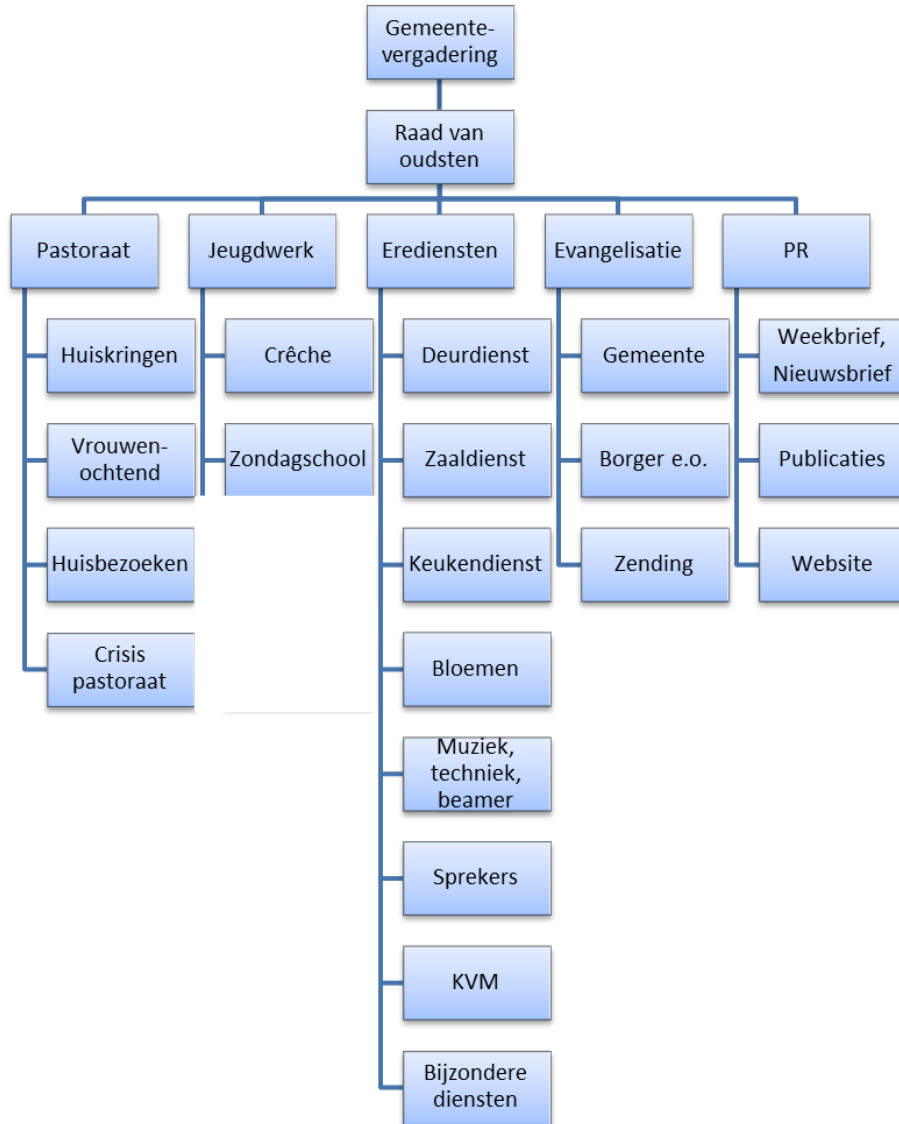 Gemeente-
vergadering
Raad van
oudsten
Pastoraat
Jeugdwerk
Erediensten
Evangelisatie
PR
Huiskringen
Vrouwen-
ochtend
Huisbezoeken
Crisis
pastoraat
Crêche
Zondagschool
Deurdienst
Zaaldienst
Keukendienst
Bloemen
Muziek,
techniek,
beamer
Sprekers
KVM
Bijzondere
diensten
Gemeente
Borger e.o.
Zending
Weekbrief,
Nieuwsbrief
Publicaties
Website